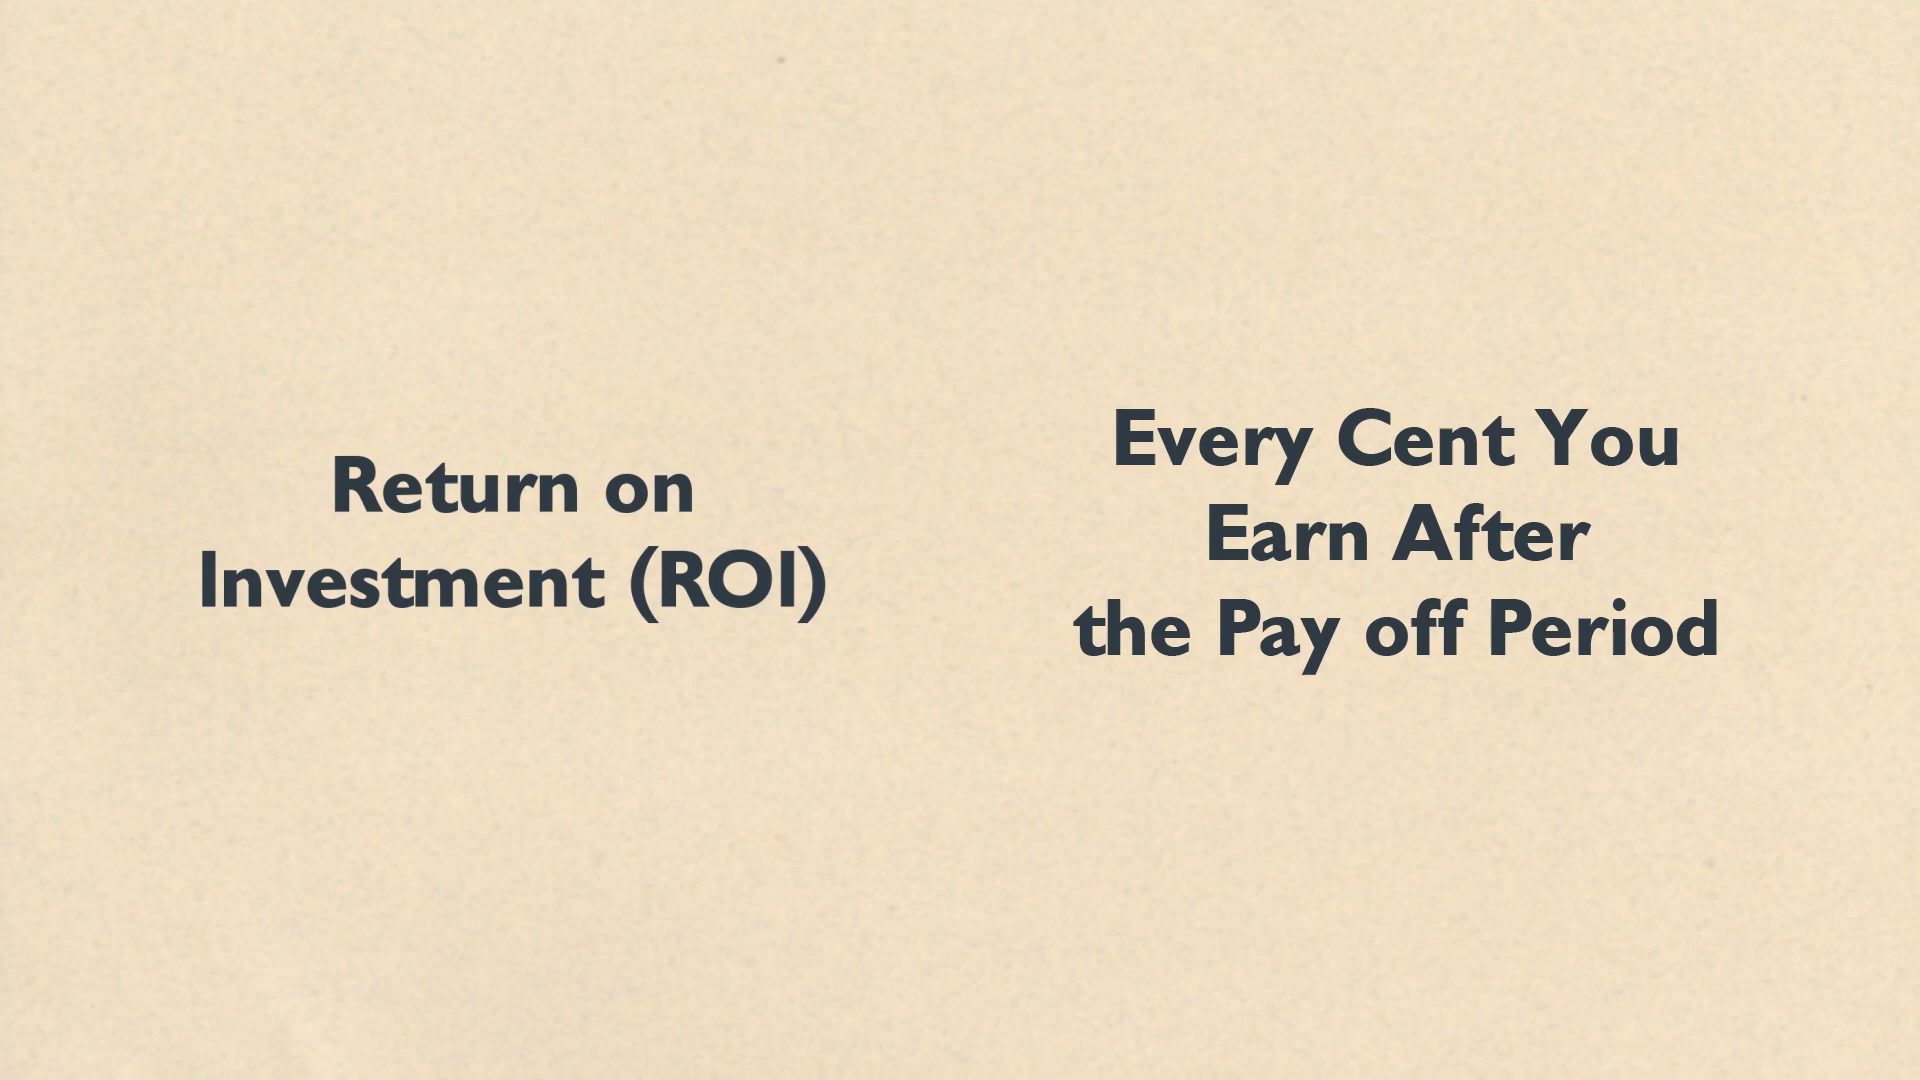 Return on
Investment (ROI)
Every Cent You
Earn After
the Pay off Period